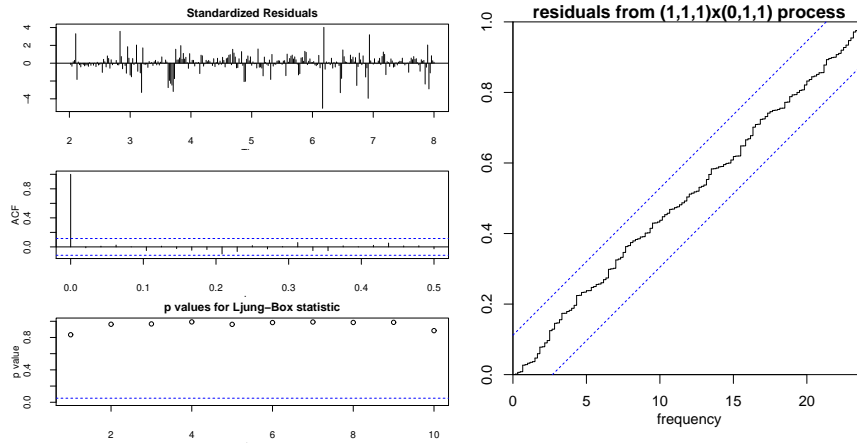 Standardized Residuals
4
2
0
-4
2 3 4 5 6 7 8
ACF
0.8
0.4
0.0
0.0 0.1 0.2 0.3 0.4 0.5
p values for Ljung–Box statistic
p value
0.8
0.4
0.0
2 4 6 8 10
residuals from (1,1,1)x(0,1,1) process
1.0
0.8
0.6
0.4
0.2
0.0
0 5 10 15 20
frequency